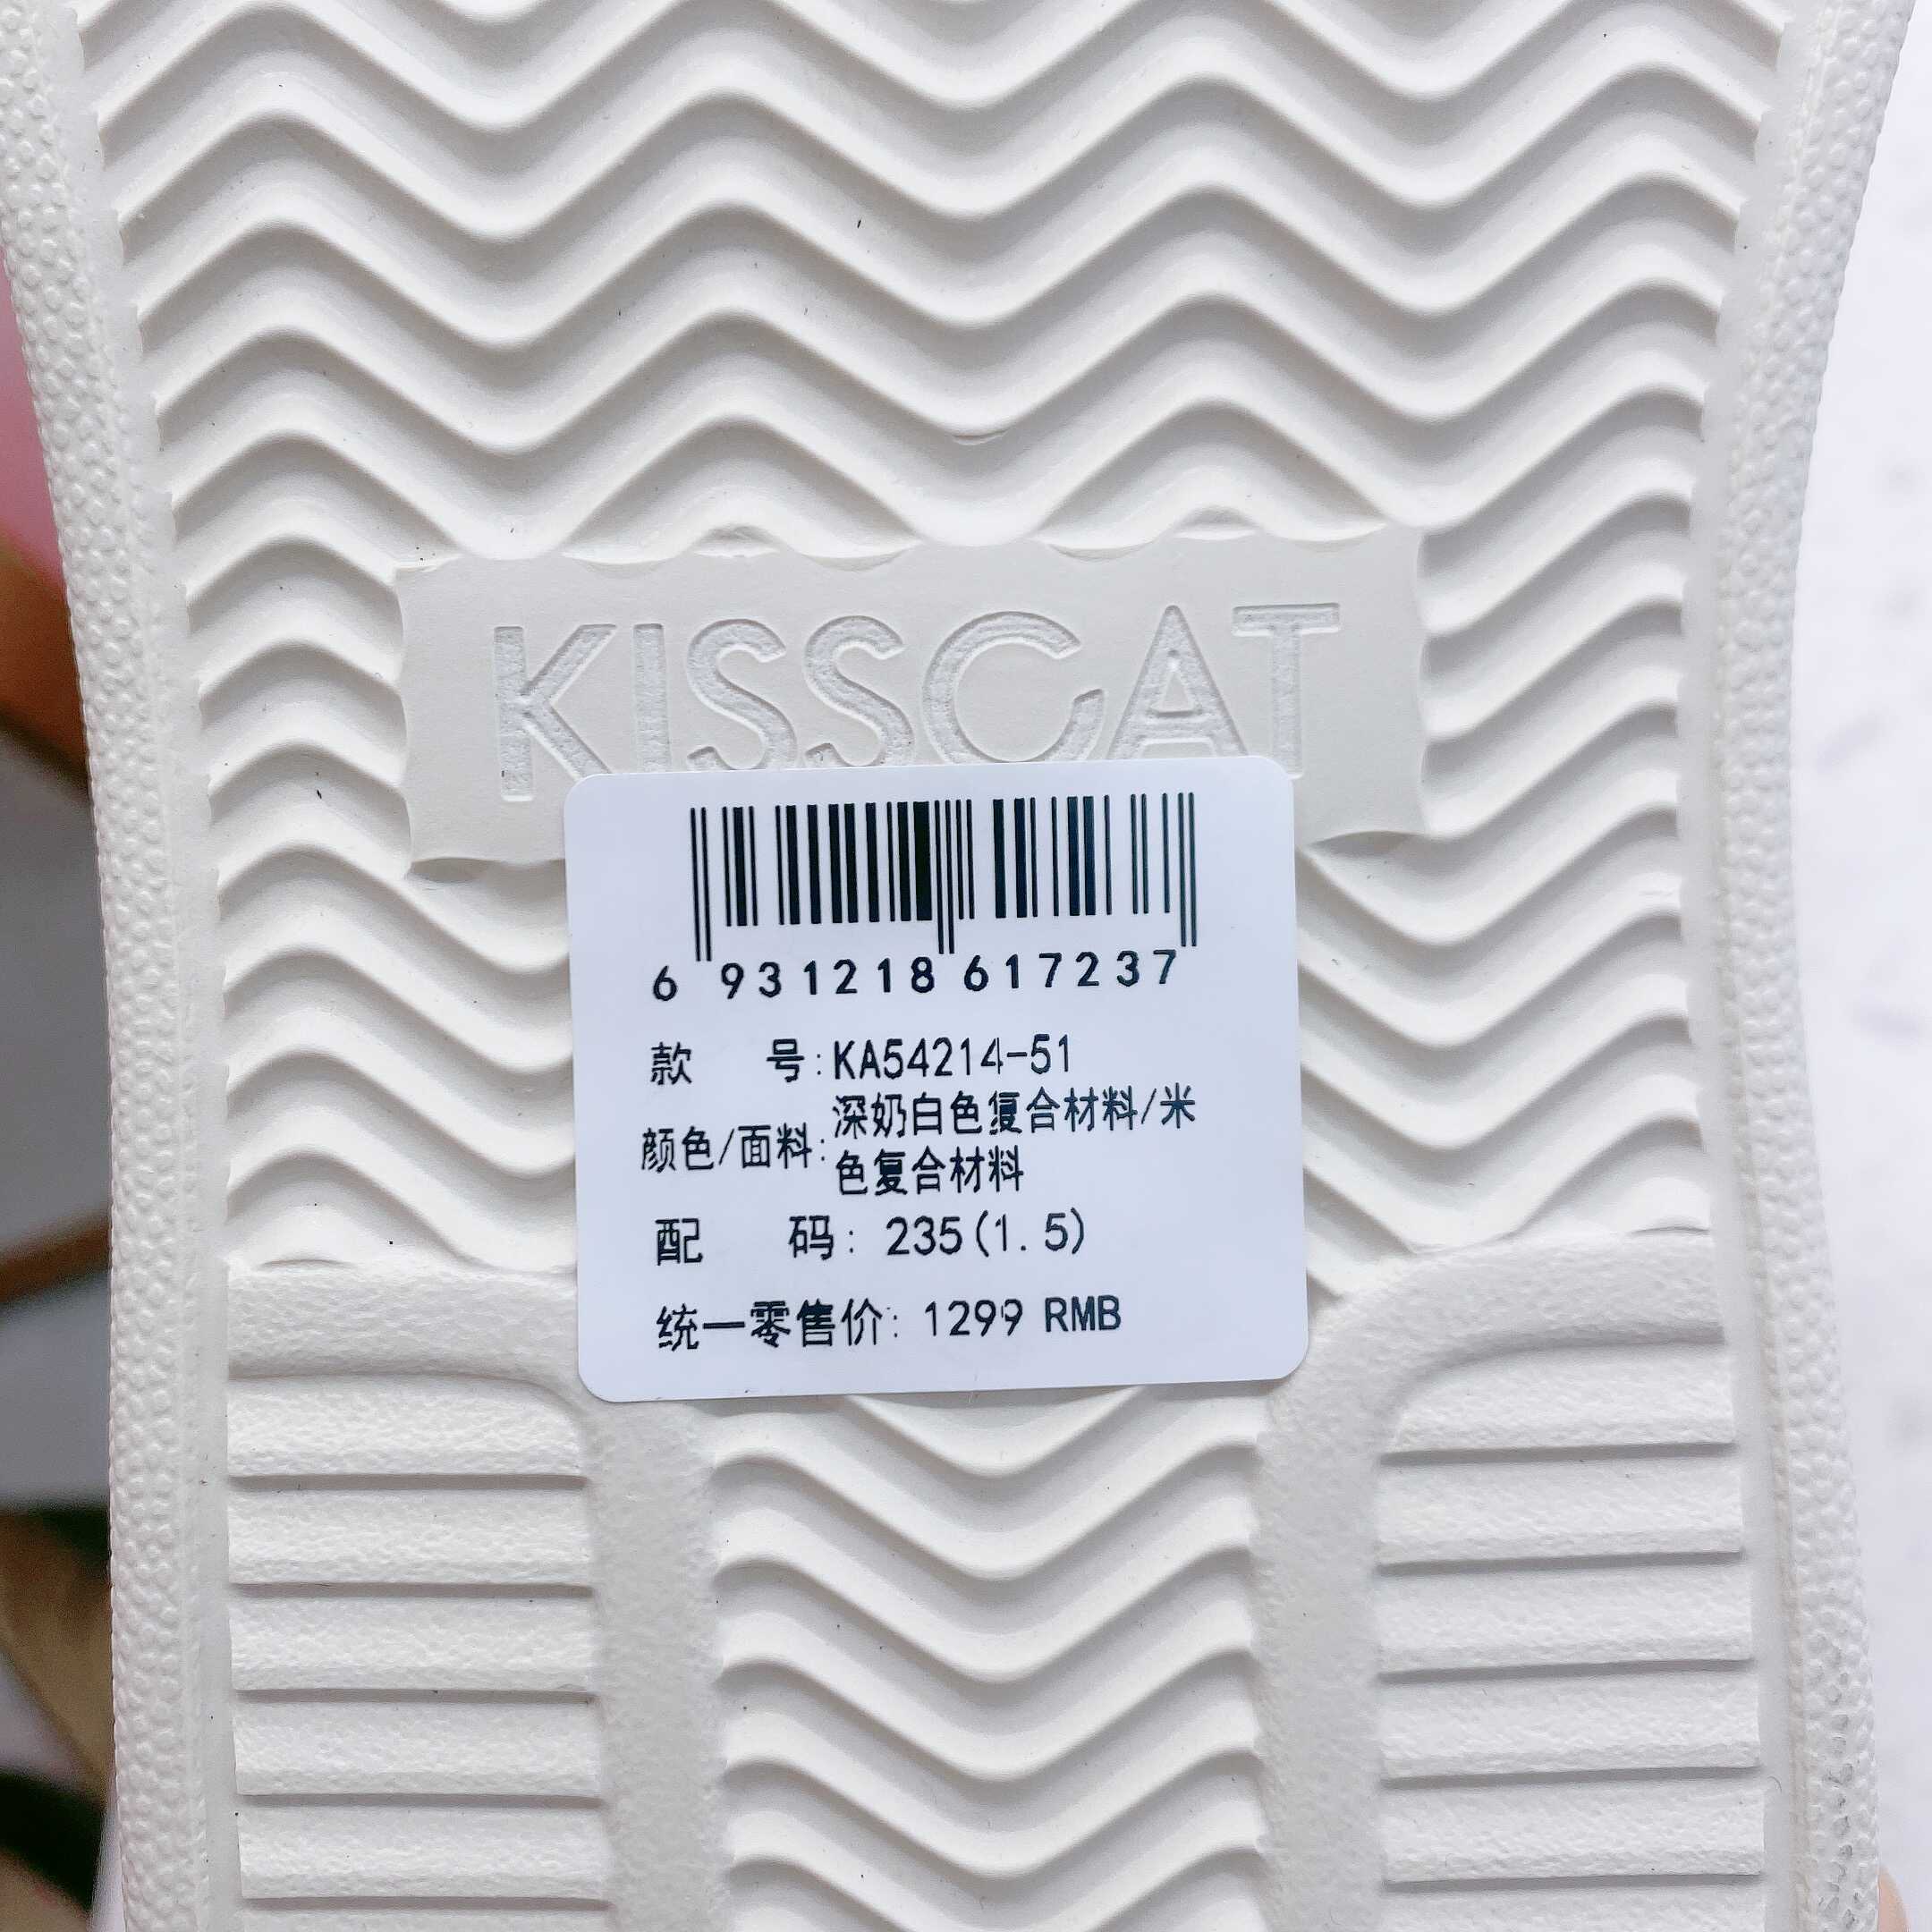 KISSCAT
6 931218 617237
款 号:KA54214-51
颜色/面料:深奶白色复合材料/米
色复合材料
配 码: 235(1.5)
统一零售价: 1299 RMB